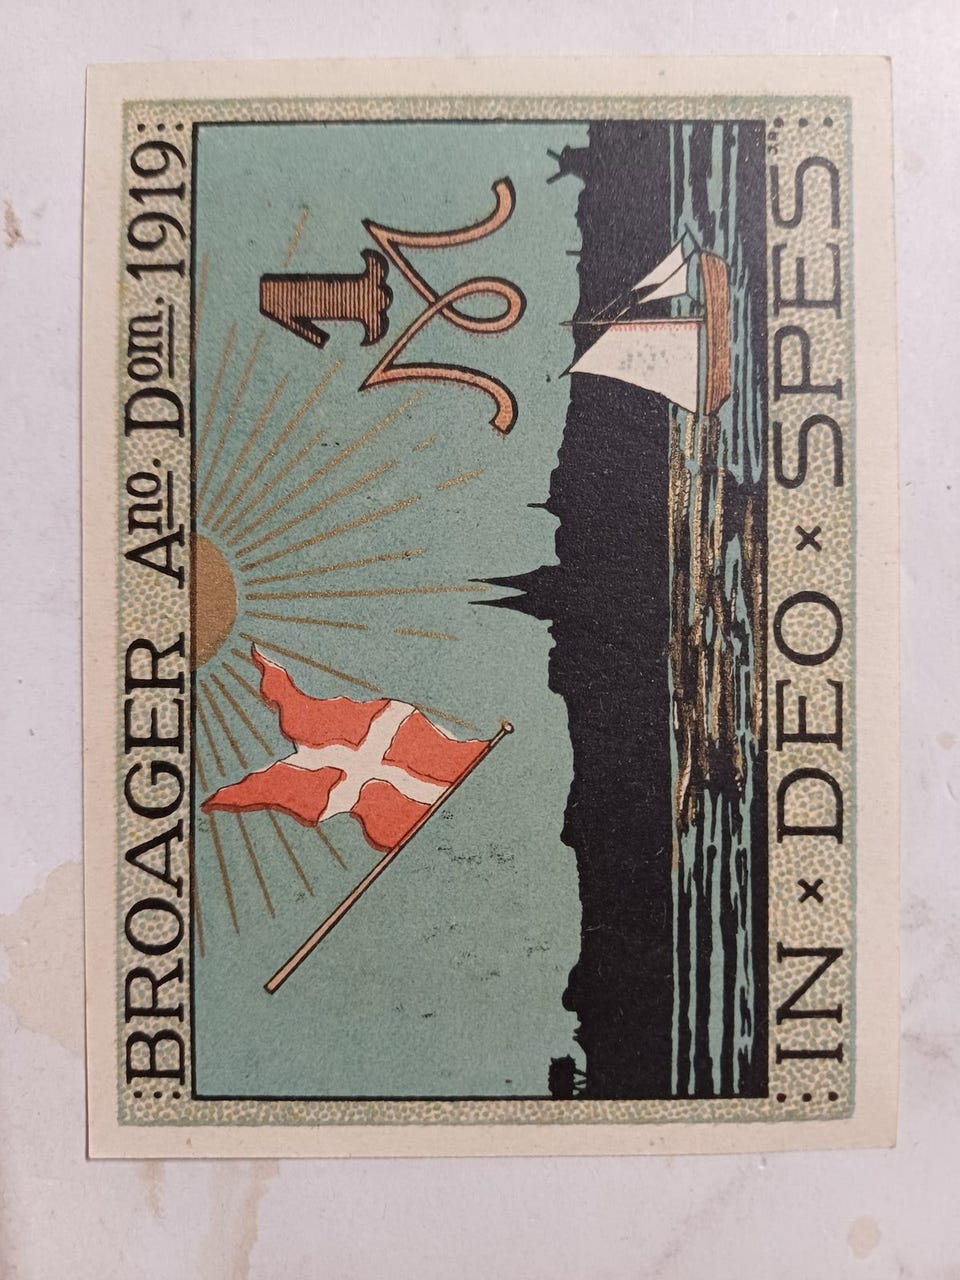 BROAGER Ano. Dom. 1919
1 M
IN × DEO × SPES